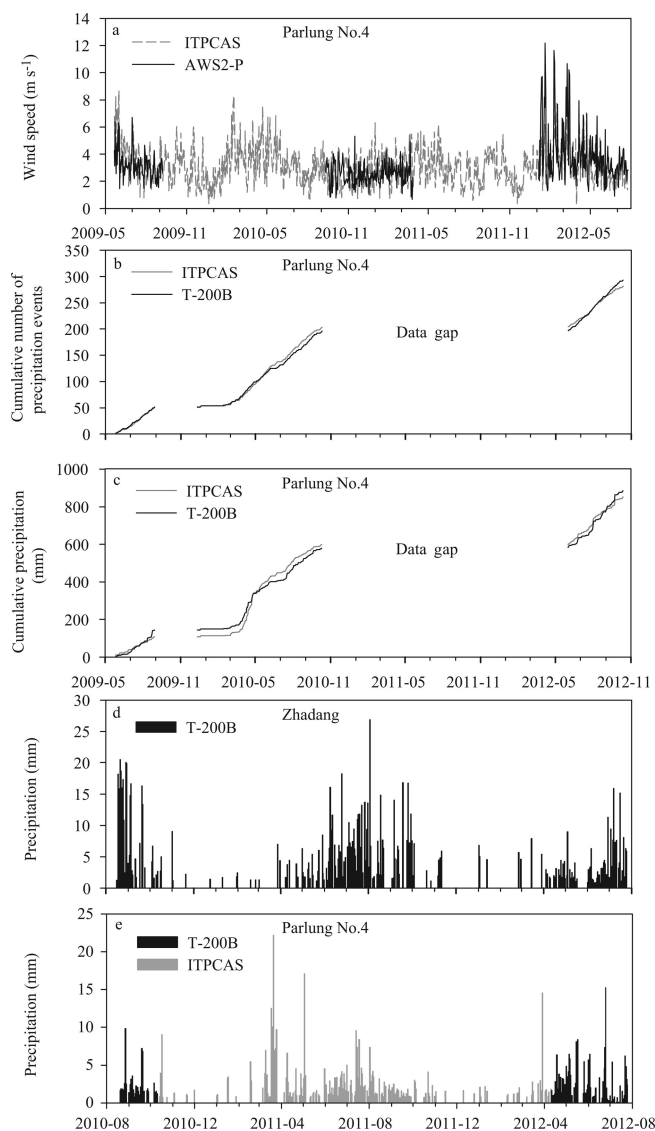 a
Parlung No.4
ITPCAS
AWS2-P
Wind speed (m s-1)
14
12
10
8
6
4
2
0
2009-05 2009-11 2010-05 2010-11 2011-05 2011-11 2012-05
b
Parlung No.4
ITPCAS
T-200B
Data gap
Cumulative number of
precipitation events
350
300
250
200
150
100
50
0
c
Parlung No.4
ITPCAS
T-200B
Data gap
Cumulative precipitation
(mm)
1000
800
600
400
200
0
2009-05 2009-11 2010-05 2010-11 2011-05 2011-11 2012-05 2012-11
d
Zhadang
T-200B
Precipitation (mm)
30
25
20
15
10
5
0
e
Parlung No.4
T-200B
ITPCAS
Precipitation (mm)
25
20
15
10
5
0
2010-08 2010-12 2011-04 2011-08 2011-12 2012-04 2012-08